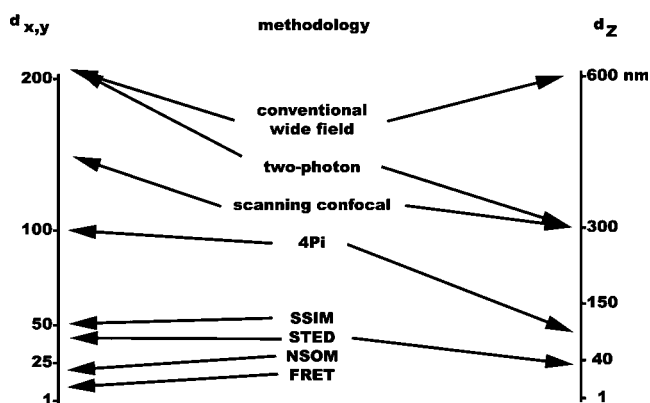 d x,y
methodology
d Z
200
600 nm
conventional
wide field
two-photon
scanning confocal
100
300
4Pi
150
SSIM
50
STED
40
NSOM
25
FRET
1
1